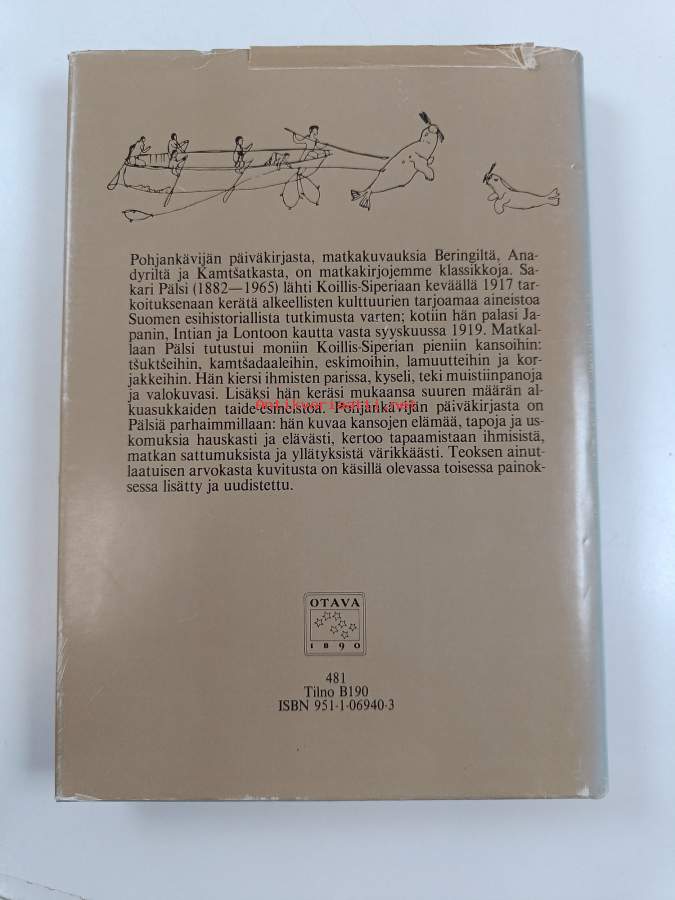 Pohjankävijän päiväkirjasta, matkakuvauksia Beringiltä, Ana-
dyriltä ja Kamtšatkasta, on matkakirjojemme klassikkoja. Sa-
kari Pälsi (1882—1965) lähti Koillis-Siperiaan keväällä 1917 tar-
koituksenaan kerätä alkeellisten kulttuurien tarjoamaa aineistoa
Suomen esihistoriallista tutkimusta varten; kotiin hän palasi Ja-
panin, Intian ja Lontoon kautta vasta syyskuussa 1919. Matkal-
laan Pälsi tutustui moniin Koillis-Siperian pieniin kansoihin:
tšuktšeihin, kamtšadaaleihin, eskimoihin, lamuutteihin ja kor-
jakkeihin. Hän kiersi ihmisten parissa, kyseli, teki muistiinpanoja
ja valokuvasi. Lisäksi hän keräsi mukaansa suuren määrän al-
kuasukkaiden taide-esineistöä. Pohjankävijän päiväkirjasta on
Pälsiä parhaimmillaan: hän kuvaa kansojen elämää, tapoja ja us-
komuksia hauskasti ja elävästi, kertoo tapaamistaan ihmisistä,
matkan sattumuksista ja yllätyksistä värikkäästi. Teoksen ainut-
laatuisen arvokasta kuvitusta on käsillä olevassa toisessa painok-
sessa lisätty ja uudistettu.
OTAVA
1890
481
Tilno B190
ISBN 951-1-06940-3